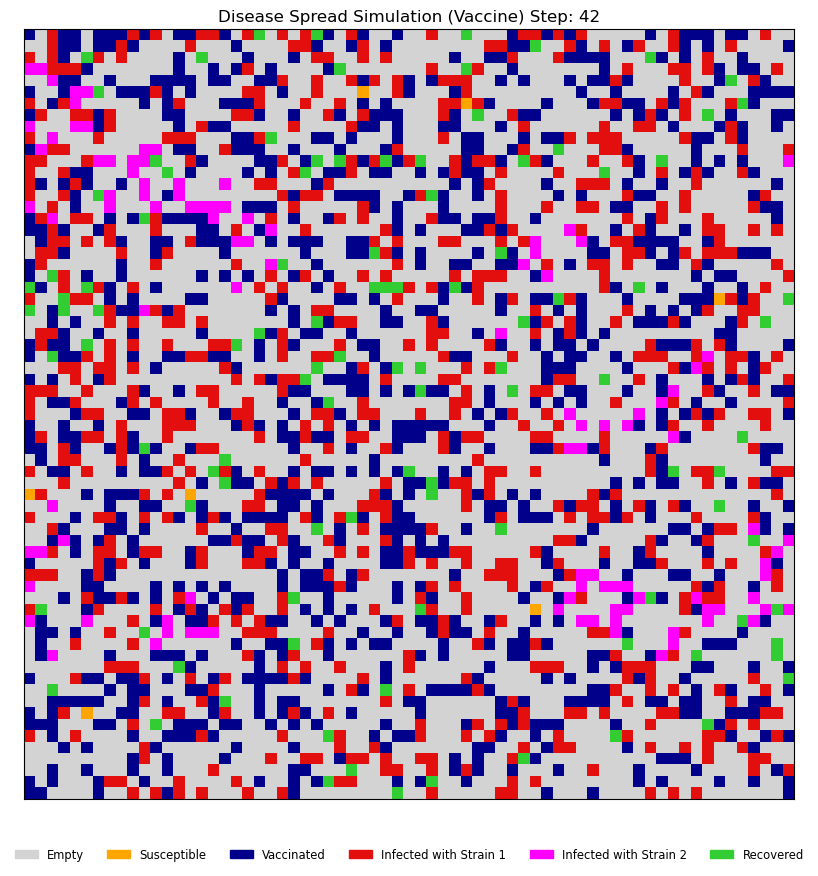 Disease Spread Simulation (Vaccine) Step: 42
Empty Susceptible Vaccinated Infected with Strain 1 Infected with Strain 2 Recovered